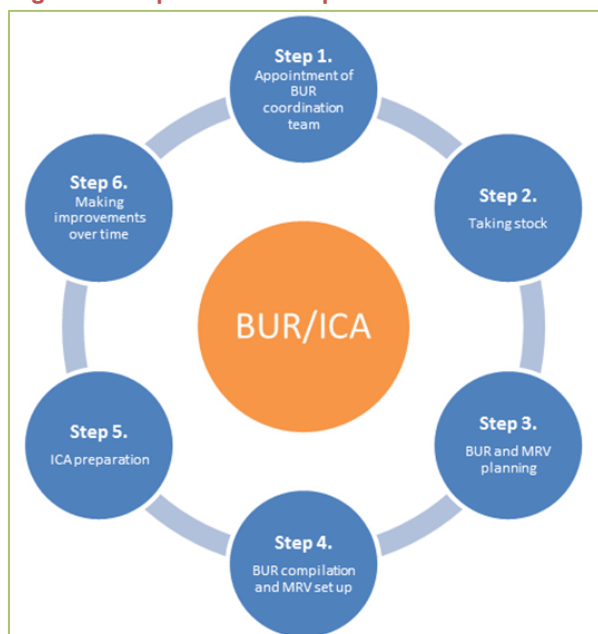 Step 1.
Appointment of
BUR
coordination
team
Step 2.
Taking stock
Step 3.
BUR and MRV
planning
Step 4.
BUR compilation
and MRV set up
Step 5.
ICA preparation
Step 6.
Making
improvements
over time
BUR/ICA